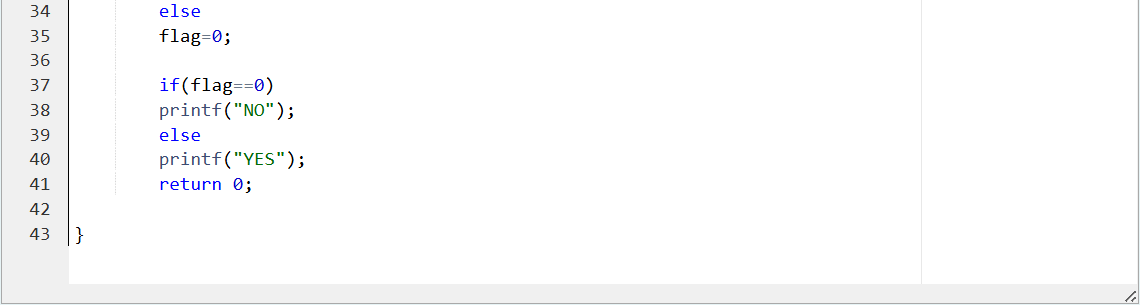 34 else
35 flag=0;
36
37 if(flag==0)
38 printf("NO");
39 else
40 printf("YES");
41 return 0;
42
43 }